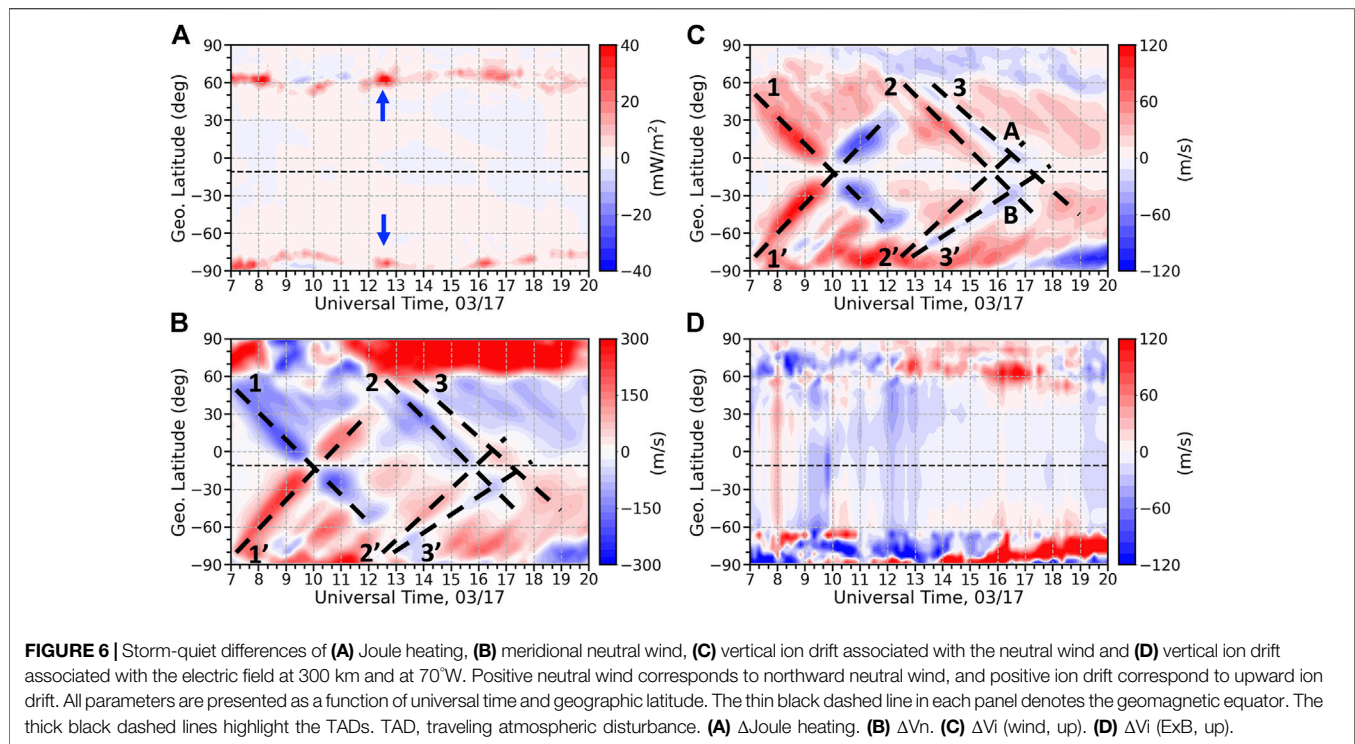 A
90
60
30
0
−30
−60
−90
Geo. Latitude (deg)
7 8 9 10 11 12 13 14 15 16 17 18 19 20
Universal Time, 03/17
40
20
0
−20
−40
(mW/m²)
C
90
60
30
0
−30
−60
−90
Geo. Latitude (deg)
1
2
3
A
B
1'
2'
3'
7 8 9 10 11 12 13 14 15 16 17 18 19 20
Universal Time, 03/17
120
60
0
−60
−120
(m/s)
B
90
60
30
0
−30
−60
−90
Geo. Latitude (deg)
1
2
3
1'
2'
3'
7 8 9 10 11 12 13 14 15 16 17 18 19 20
Universal Time, 03/17
300
150
0
−150
−300
(m/s)
D
90
60
30
0
−30
−60
−90
Geo. Latitude (deg)
7 8 9 10 11 12 13 14 15 16 17 18 19 20
Universal Time, 03/17
120
60
0
−60
−120
(m/s)
FIGURE 6 | Storm-quiet differences of (A) Joule heating, (B) meridional neutral wind, (C) vertical ion drift associated with the neutral wind and (D) vertical ion drift
associated with the electric field at 300 km and at 70°W. Positive neutral wind corresponds to northward neutral wind, and positive ion drift correspond to upward ion
drift. All parameters are presented as a function of universal time and geographic latitude. The thin black dashed line in each panel denotes the geomagnetic equator. The
thick black dashed lines highlight the TADs. TAD, traveling atmospheric disturbance. (A) ΔJoule heating. (B) ΔVn. (C) ΔVi (wind, up). (D) ΔVi (ExB, up).